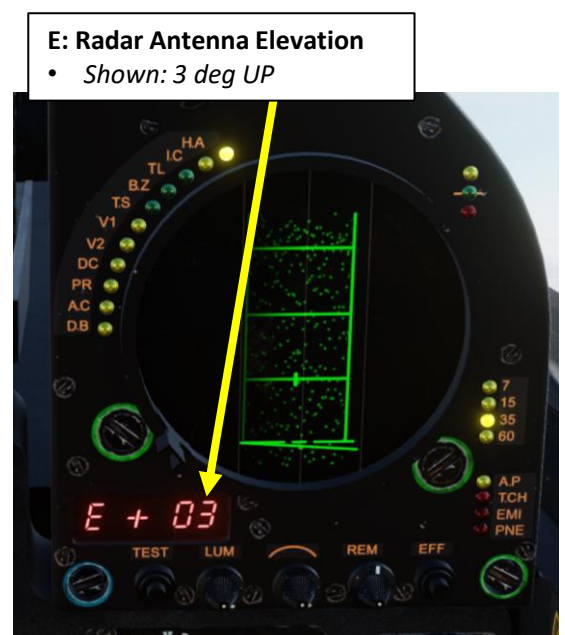 E: Radar Antenna Elevation
• Shown: 3 deg UP
H.A
I.C
TL
B.Z
T.S
V1
V2
DC
PR
A.C
D.B
7
15
35
60
A.P
T.CH
EMI
PNE
E + 03
TEST LUM REM EFF